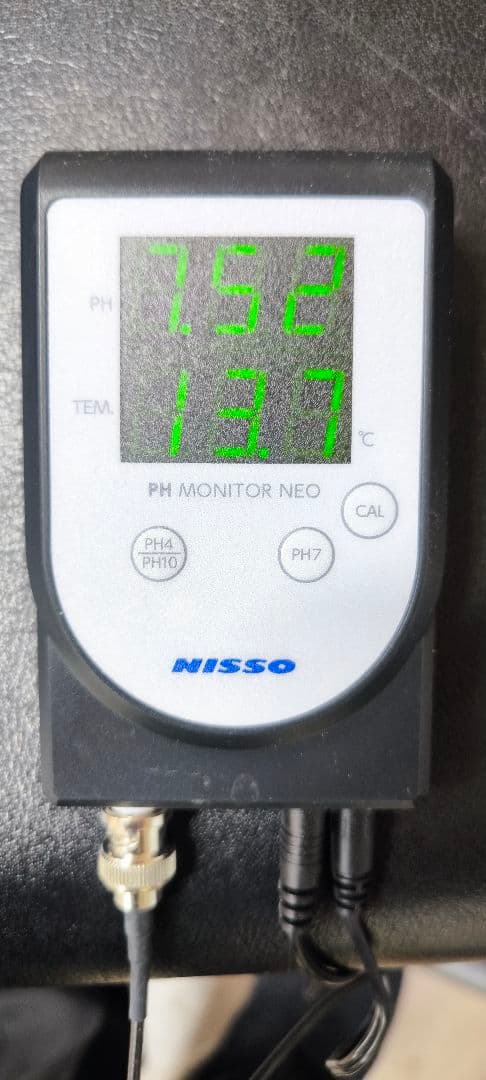 PH 7.52
TEM. 13.7 °C
PH MONITOR NEO
CAL
PH4
PH10
PH7
NISSO